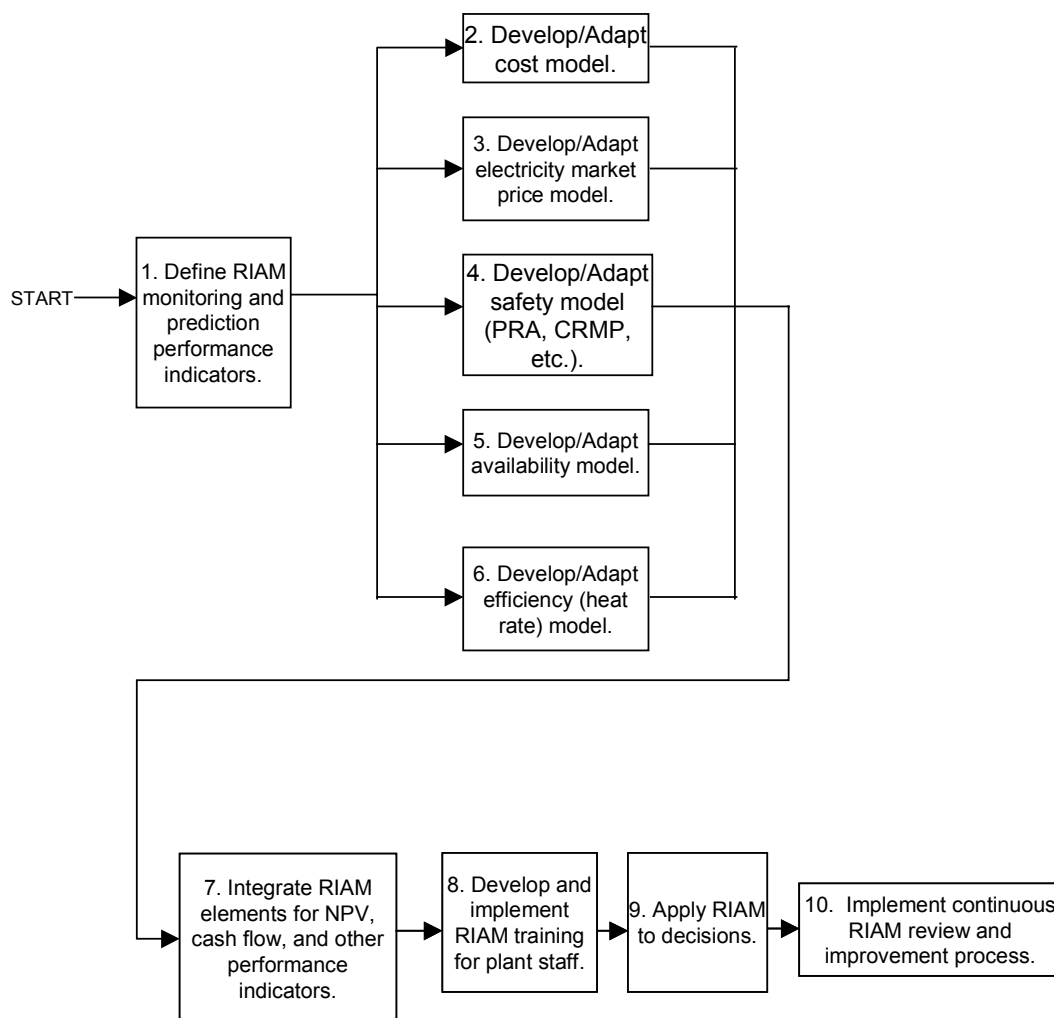 2. Develop/Adapt
cost model.
3. Develop/Adapt
electricity market
price model.
START
1. Define RIAM
monitoring and
prediction
performance
indicators.
4. Develop/Adapt
safety model
(PRA, CRMP,
etc.).
5. Develop/Adapt
availability model.
6. Develop/Adapt
efficiency (heat
rate) model.
7. Integrate RIAM
elements for NPV,
cash flow, and other
performance
indicators.
8. Develop and
implement
RIAM training
for plant staff.
9. Apply RIAM
to decisions.
10. Implement continuous
RIAM review and
improvement process.